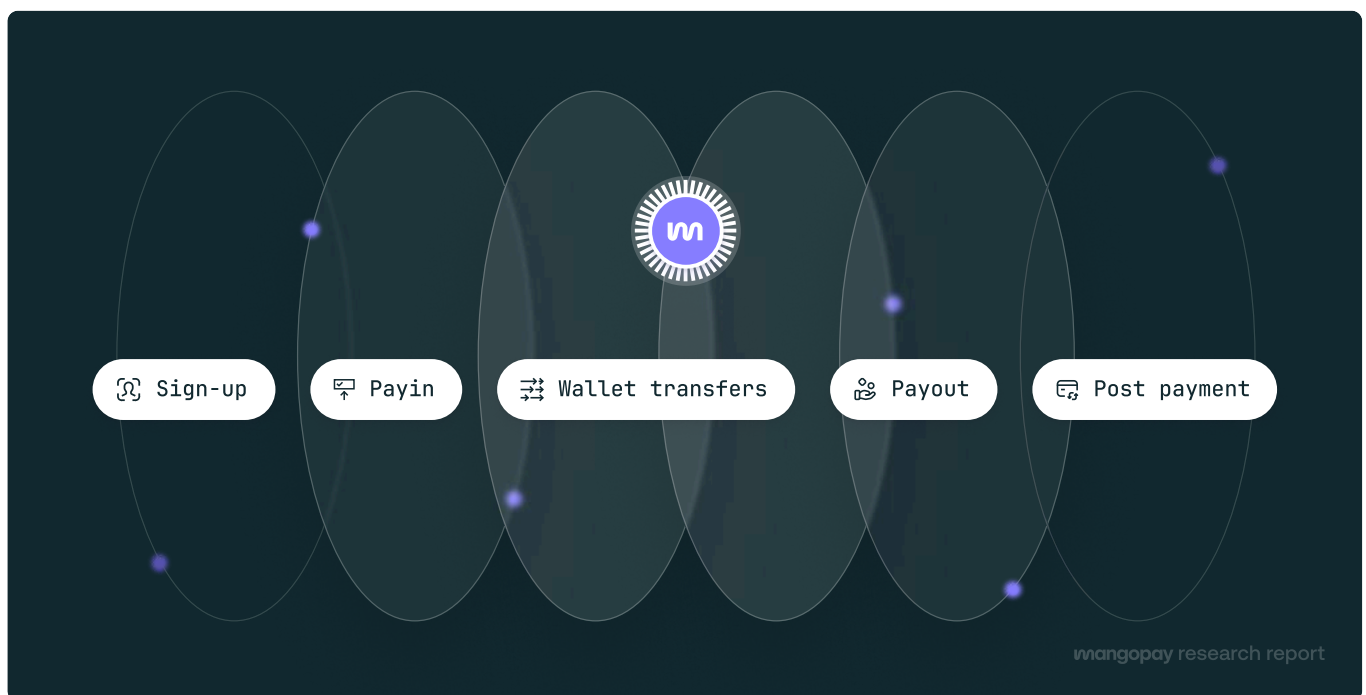 Sign-up
Payin
Wallet transfers
Payout
Post payment
mangopay research report